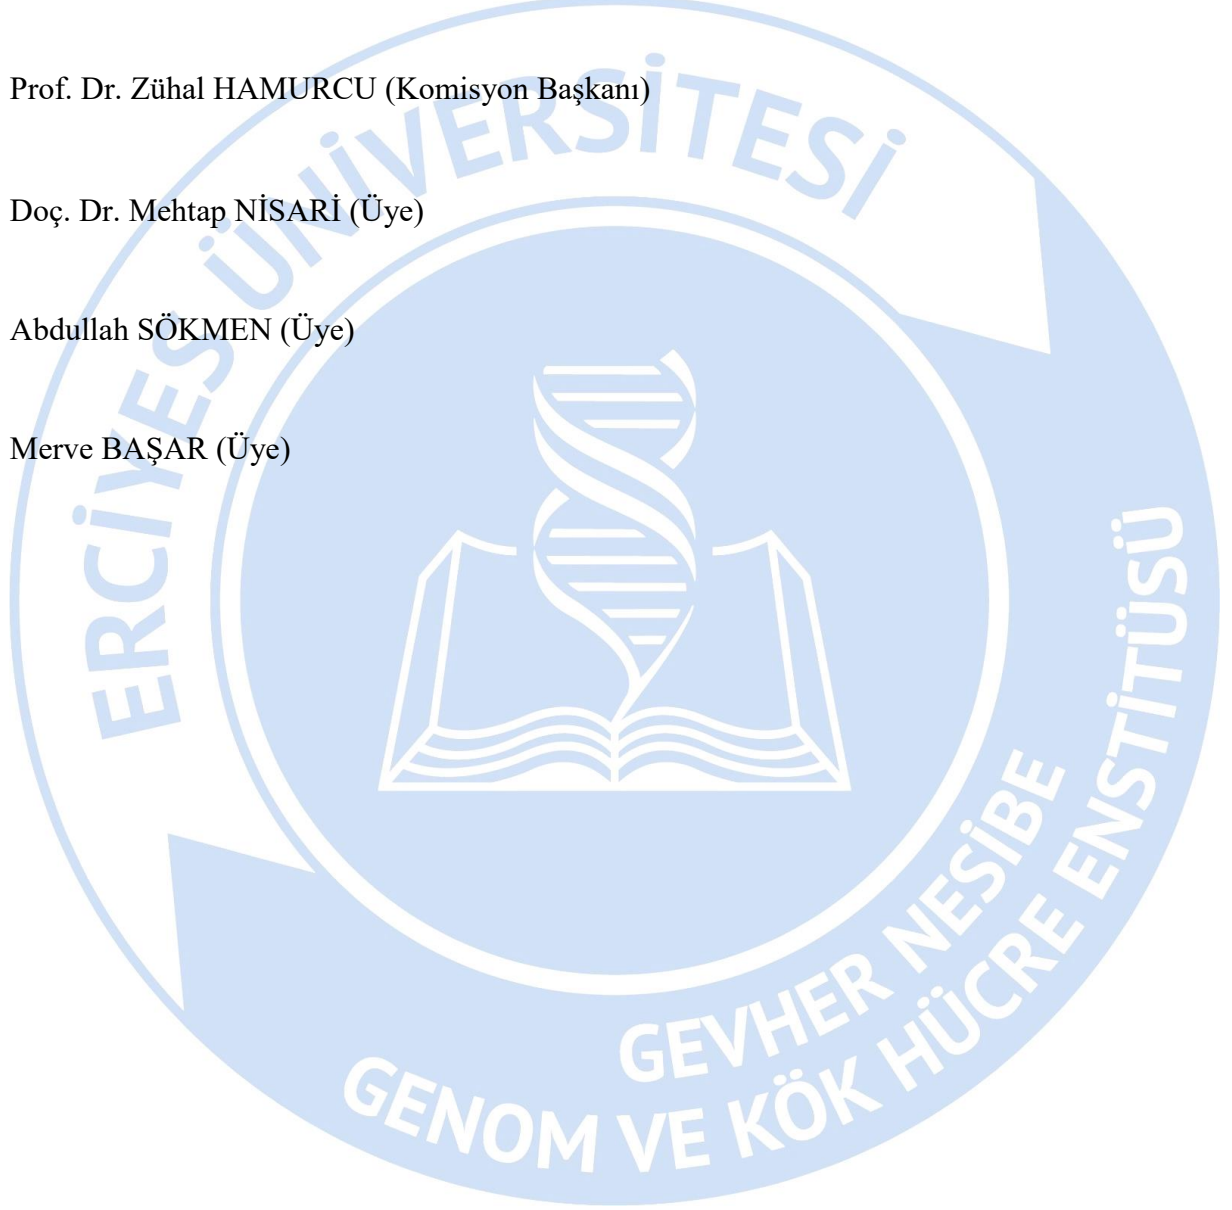 Prof. Dr. Zühal HAMURCU (Komisyon Başkanı)
Doç. Dr. Mehtap NİSARİ (Üye)
Abdullah SÖKMEN (Üye)
Merve BAŞAR (Üye)
ERCİYES ÜNİVERSİTESİ
GEVHER NESİBE
GENOM VE KÖK HÜCRE ENSTİTÜSÜ